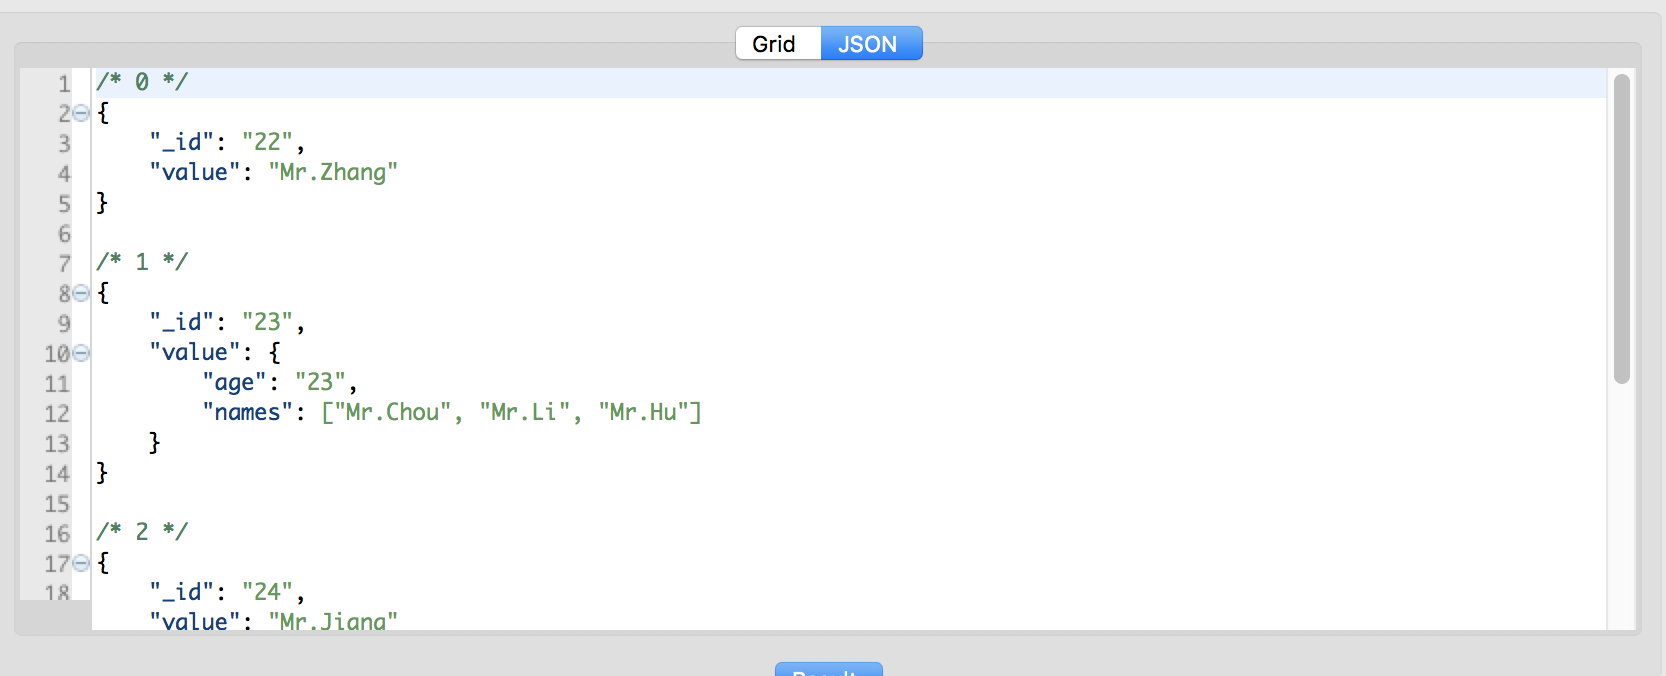 Grid JSON
1 /* 0 */
2 {
3 "_id": "22",
4 "value": "Mr.Zhang"
5 }
6
7 /* 1 */
8 {
9 "_id": "23",
10 "value": {
11 "age": "23",
12 "names": ["Mr.Chou", "Mr.Li", "Mr.Hu"]
13 }
14 }
15
16 /* 2 */
17 {
18 "_id": "24",
"value": "Mr.Jiang"